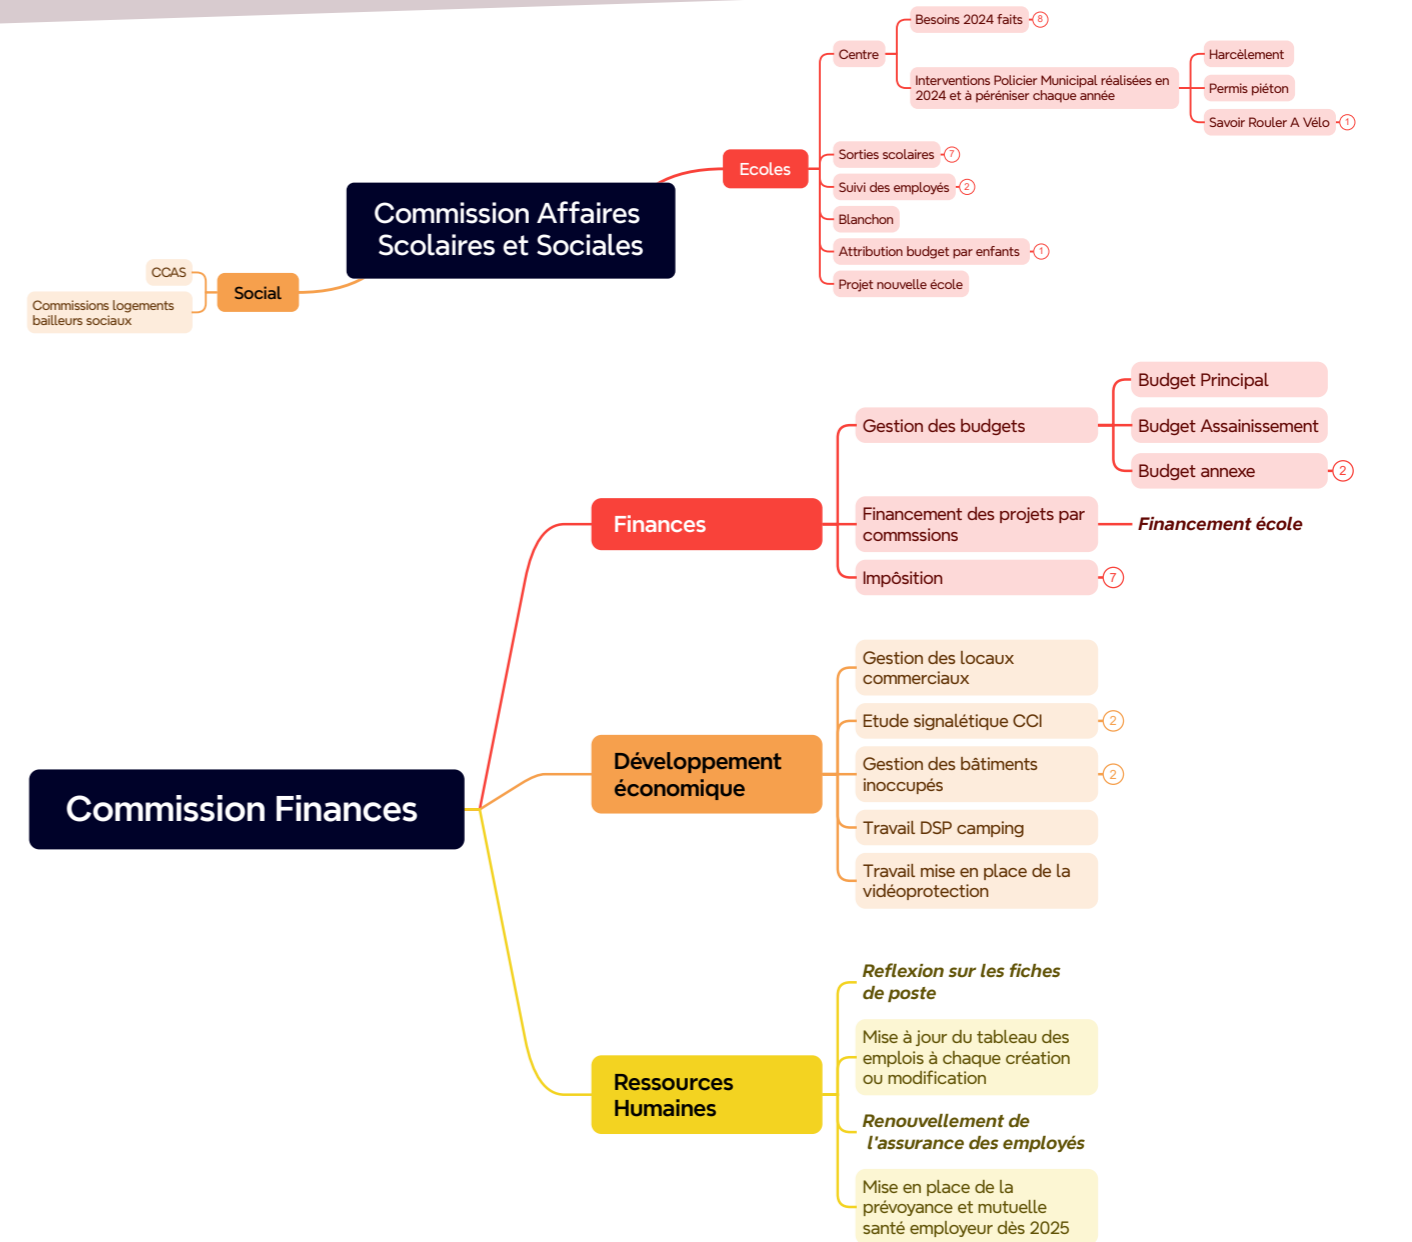 Commission Affaires
Scolaires et Sociales
Ecoles
Centre
Besoins 2024 faits
8
Interventions Policier Municipal réalisées en
2024 et à péréniser chaque année
Harcèlement
Permis piéton
Savoir Rouler A Vélo
1
Sorties scolaires
7
Suivi des employés
2
Blanchon
Attribution budget par enfants
1
Projet nouvelle école
Social
CCAS
Commissions logements
bailleurs sociaux
Commission Finances
Finances
Gestion des budgets
Budget Principal
Budget Assainissement
Budget annexe
2
Financement des projets par
commssions
Financement école
Impôsition
7
Développement
économique
Gestion des locaux
commerciaux
Etude signalétique CCI
2
Gestion des bâtiments
inoccupés
2
Travail DSP camping
Travail mise en place de la
vidéoprotection
Ressources
Humaines
Reflexion sur les fiches
de poste
Mise à jour du tableau des
emplois à chaque création
ou modification
Renouvellement de
l'assurance des employés
Mise en place de la
prévoyance et mutuelle
santé employeur dès 2025